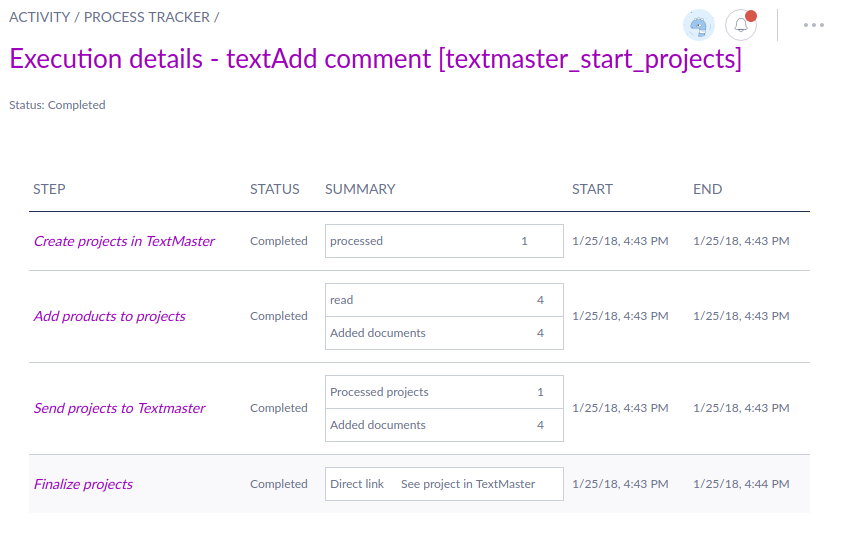 ACTIVITY / PROCESS TRACKER /
Execution details - textAdd comment [textmaster_start_projects]
Status: Completed
STEP STATUS SUMMARY START END
Create projects in TextMaster Completed processed 1 1/25/18, 4:43 PM 1/25/18, 4:43 PM
read 4
Add products to projects Completed 1/25/18, 4:43 PM 1/25/18, 4:43 PM
Added documents 4
Processed projects 1
Send projects to Textmaster Completed 1/25/18, 4:43 PM 1/25/18, 4:43 PM
Added documents 4
Finalize projects Completed Direct link See project in TextMaster 1/25/18, 4:43 PM 1/25/18, 4:44 PM